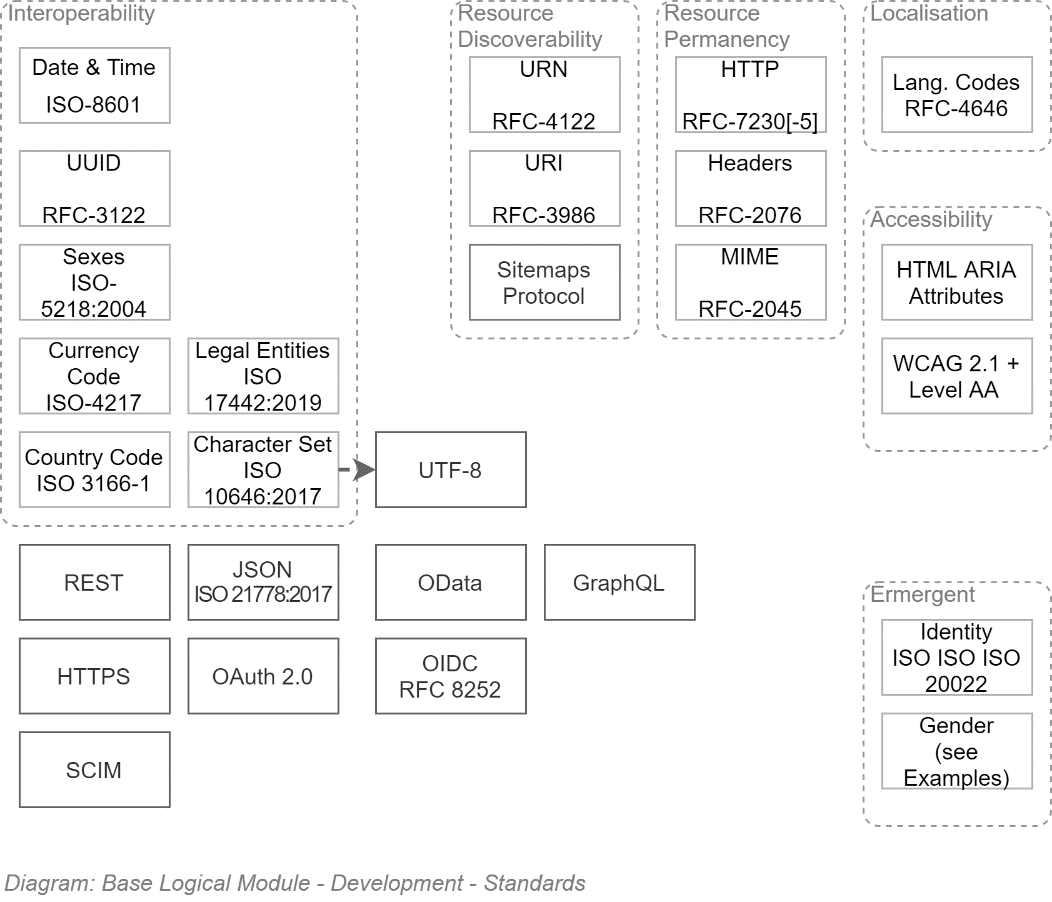 Interoperability
Date & Time
ISO-8601
UUID
RFC-3122
Sexes
ISO-
5218:2004
Currency
Code
ISO-4217
Legal Entities
ISO
17442:2019
Country Code
ISO 3166-1
Character Set
ISO
10646:2017
UTF-8
Resource
Discoverability
URN
RFC-4122
URI
RFC-3986
Sitemaps
Protocol
Resource
Permanency
HTTP
RFC-7230[-5]
Headers
RFC-2076
MIME
RFC-2045
Localisation
Lang. Codes
RFC-4646
Accessibility
HTML ARIA
Attributes
WCAG 2.1 +
Level AA
REST
JSON
ISO 21778:2017
OData
GraphQL
HTTPS
OAuth 2.0
OIDC
RFC 8252
SCIM
Ermergent
Identity
ISO ISO ISO
20022
Gender
(see
Examples)
Diagram: Base Logical Module - Development - Standards